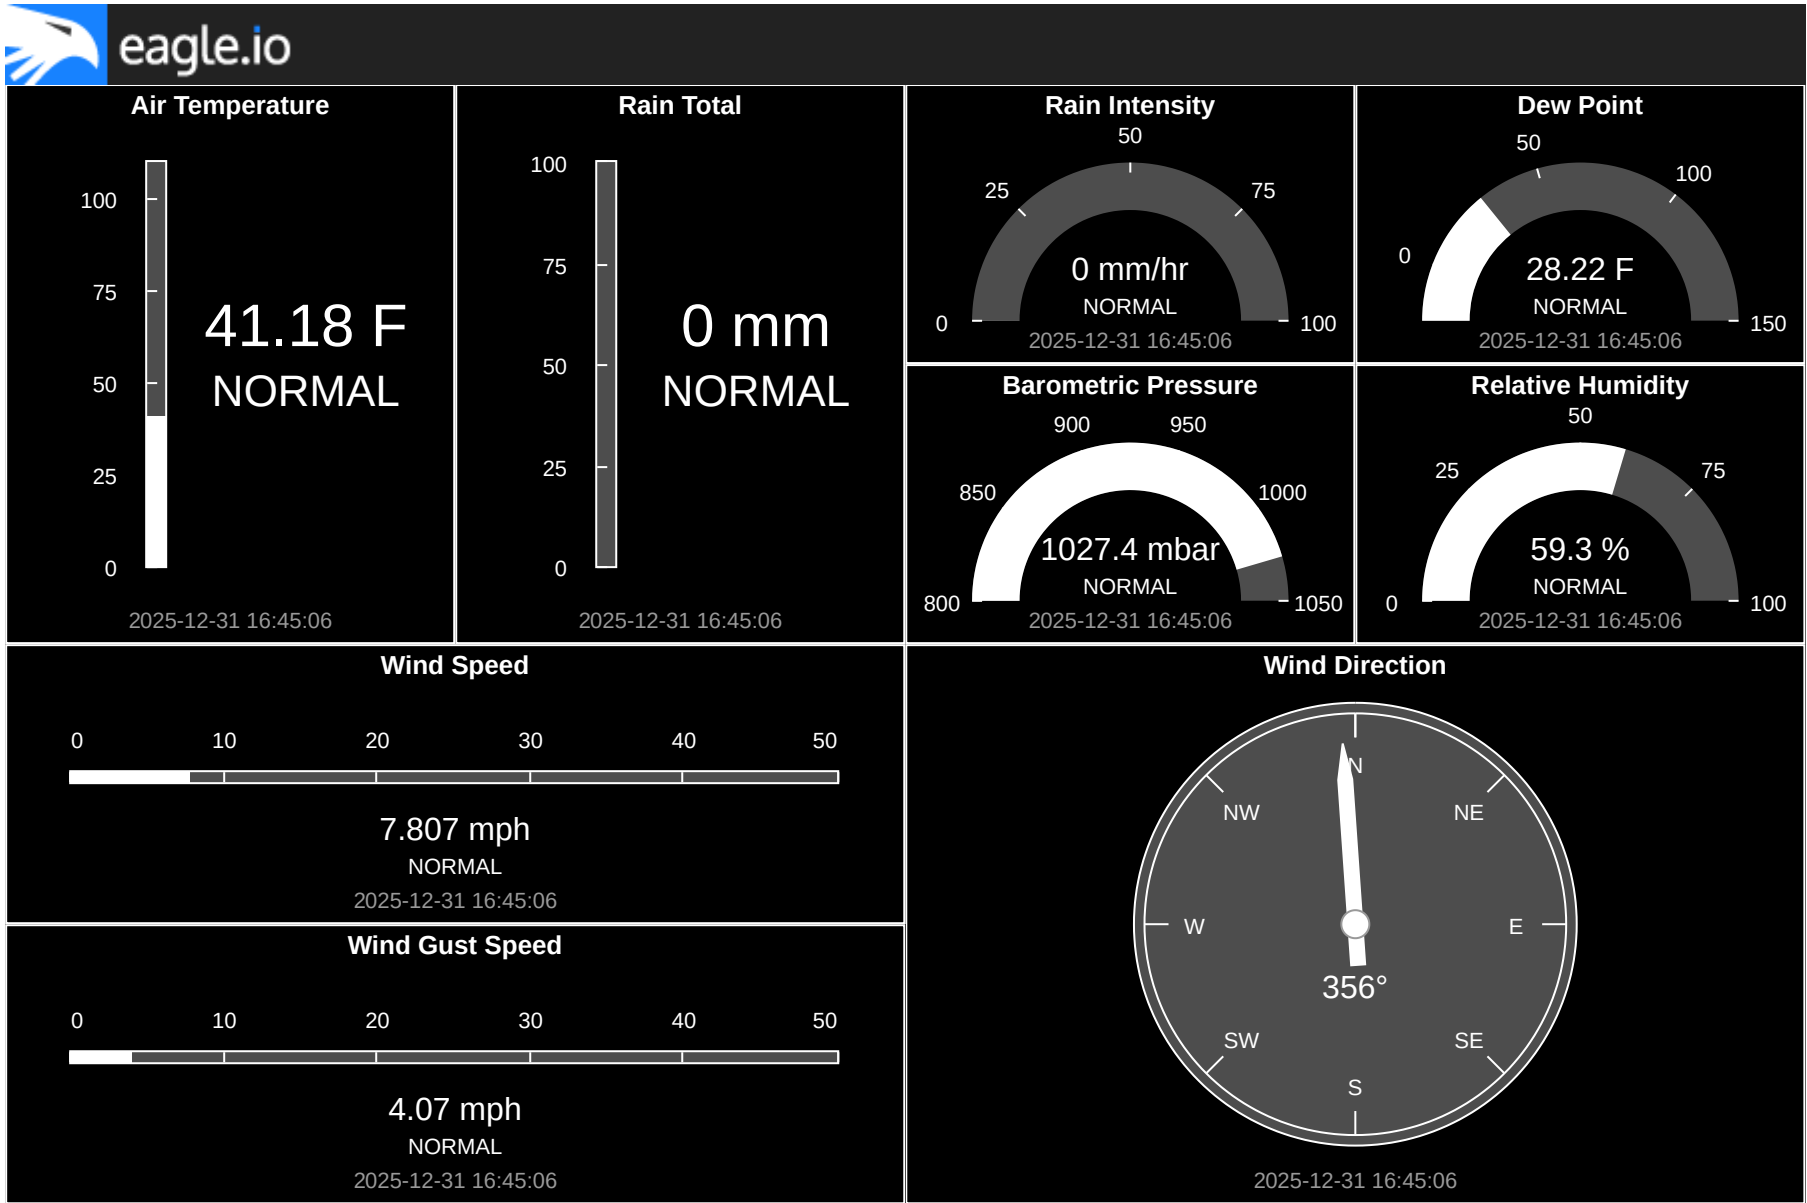 eagle.io
Air Temperature
100
75
50
25
0
41.18 F
NORMAL
2025-12-31 16:45:06
Rain Total
100
75
50
25
0
0 mm
NORMAL
2025-12-31 16:45:06
Rain Intensity
50
25
75
0
100
0 mm/hr
NORMAL
2025-12-31 16:45:06
Dew Point
50
100
0
150
28.22 F
NORMAL
2025-12-31 16:45:06
Barometric Pressure
900
950
850
1000
800
1050
1027.4 mbar
NORMAL
2025-12-31 16:45:06
Relative Humidity
50
25
75
0
100
59.3 %
NORMAL
2025-12-31 16:45:06
Wind Speed
0 10 20 30 40 50
7.807 mph
NORMAL
2025-12-31 16:45:06
Wind Gust Speed
0 10 20 30 40 50
4.07 mph
NORMAL
2025-12-31 16:45:06
Wind Direction
N
NW NE
W E
356°
SW SE
S
2025-12-31 16:45:06